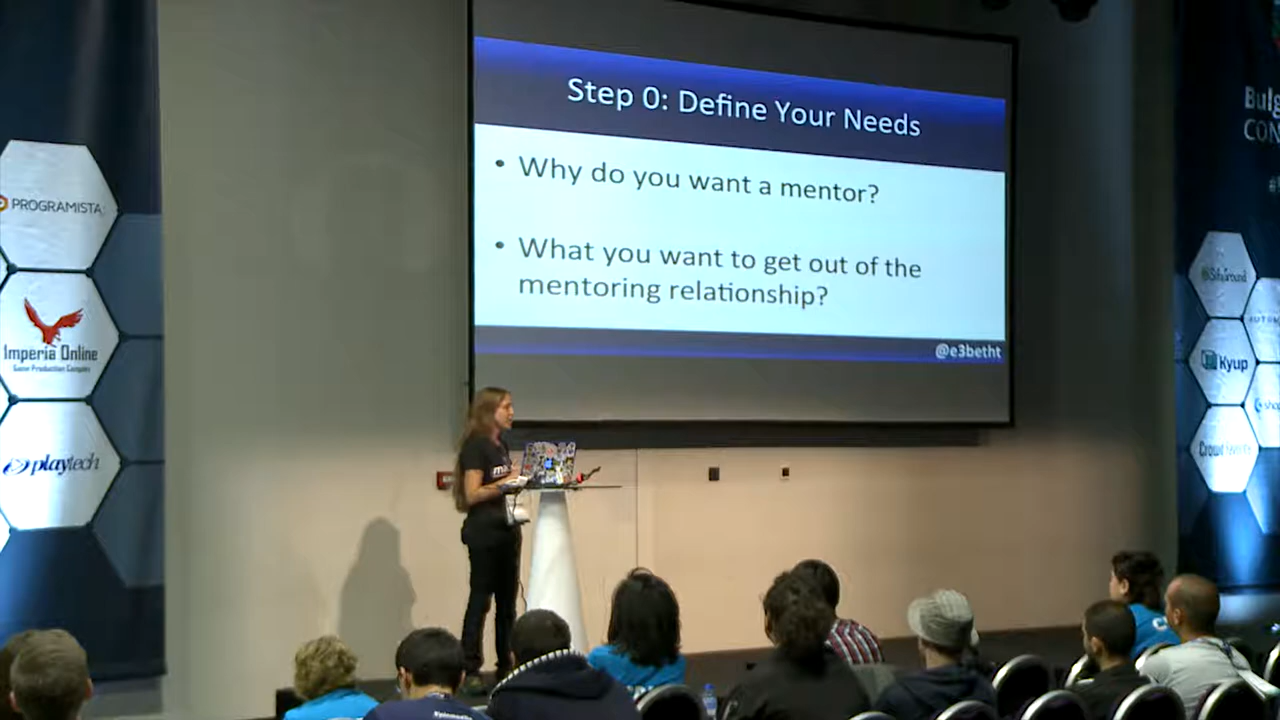 Step 0: Define Your Needs
• Why do you want a mentor?
• What you want to get out of the
mentoring relationship?
@e3betht
PROGRAMISTA
Imperia Online
Game Production Company
playtech
Bulg
CON
SiteGround
Kyup